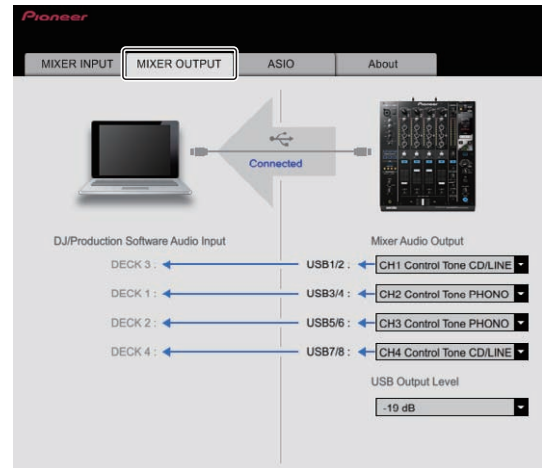 Pioneer
MIXER INPUT
MIXER OUTPUT
ASIO
About
Connected
DJ/Production Software Audio Input
Mixer Audio Output
DECK 3 :
USB1/2 :
CH1 Control Tone CD/LINE
DECK 1 :
USB3/4 :
CH2 Control Tone PHONO
DECK 2 :
USB5/6 :
CH3 Control Tone PHONO
DECK 4 :
USB7/8 :
CH4 Control Tone CD/LINE
USB Output Level
-19 dB